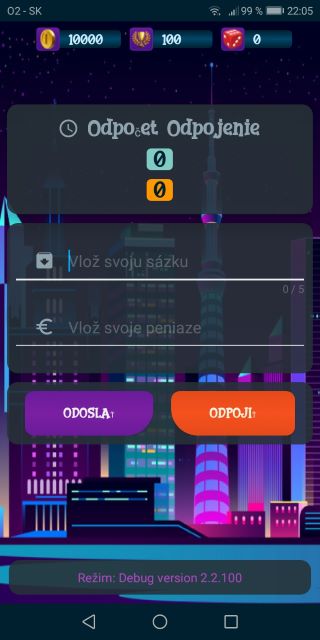 O2 - SK 99 % 22:05
10000 100 0
Odpočet Odpojenie
0
0
Vlož svoju sázku
0 / 5
€ Vlož svoje peniaze
ODOSLAť ODPOJIť
Režim: Debug version 2.2.100